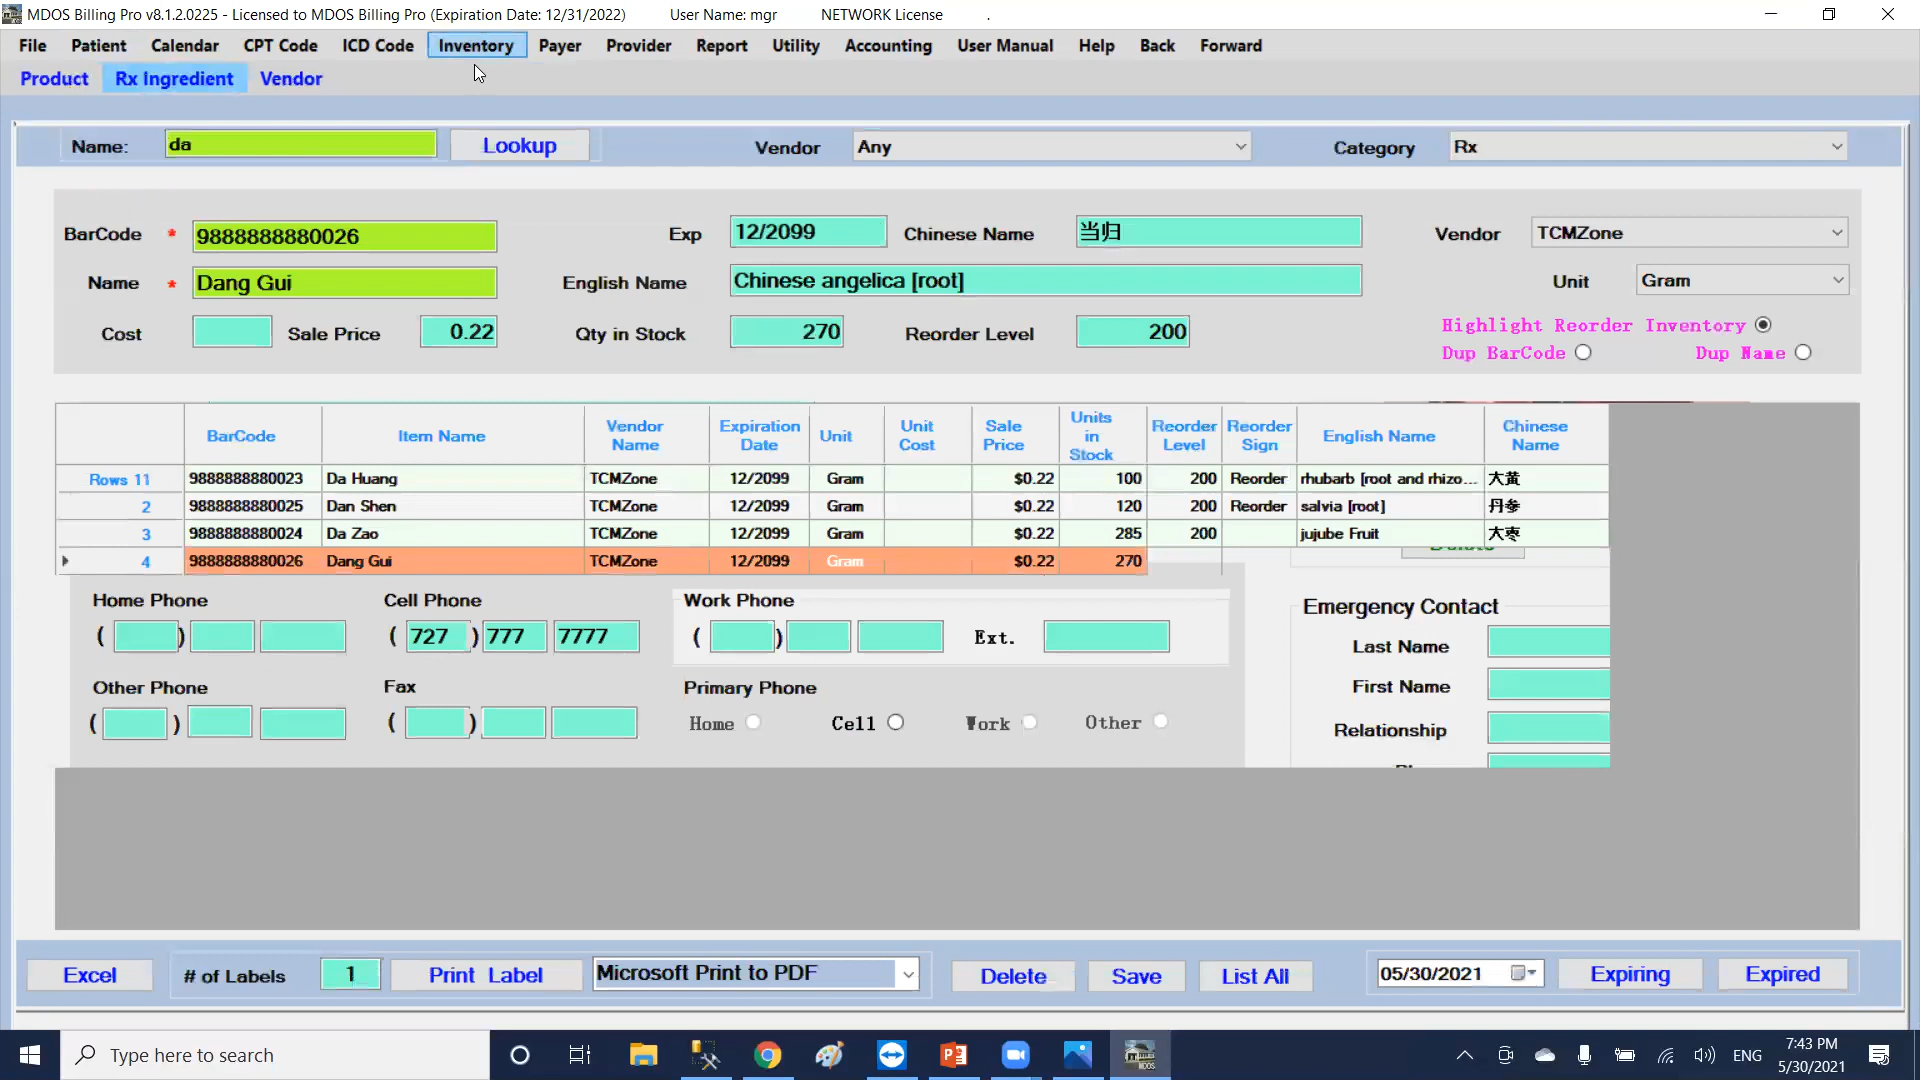 MDOS Billing Pro v8.1.2.0225 - Licensed to MDOS Billing Pro (Expiration Date: 12/31/2022) User Name: mgr NETWORK License .
File Patient Calendar CPT Code ICD Code Inventory Payer Provider Report Utility Accounting User Manual Help Back Forward
Product Rx Ingredient Vendor
Name: da Lookup Vendor Any Category Rx
BarCode * 9888888880026 Exp 12/2099 Chinese Name 当归 Vendor TCMZone
Name * Dang Gui English Name Chinese angelica [root] Unit Gram
Cost Sale Price 0.22 Qty in Stock 270 Reorder Level 200
Highlight Reorder Inventory
Dup BarCode Dup Name
BarCode Item Name Vendor Name Expiration Date Unit Unit Cost Sale Price Units in Stock Reorder Level Reorder Sign English Name Chinese Name
Rows 11 9888888880023 Da Huang TCMZone 12/2099 Gram $0.22 100 200 Reorder rhubarb [root and rhizo... 大黄
2 9888888880025 Dan Shen TCMZone 12/2099 Gram $0.22 120 200 Reorder salvia [root] 丹参
3 9888888880024 Da Zao TCMZone 12/2099 Gram $0.22 285 200 jujube Fruit 大枣
4 9888888880026 Dang Gui TCMZone 12/2099 Gram $0.22 270
Home Phone Cell Phone Work Phone Emergency Contact
( ) ( 727 ) 777 7777 ( ) Ext. Last Name
Other Phone Fax Primary Phone First Name
( ) ( ) Home Cell Work Other Relationship
Excel # of Labels 1 Print Label Microsoft Print to PDF Delete Save List All 05/30/2021 Expiring Expired
Type here to search ENG 7:43 PM
5/30/2021